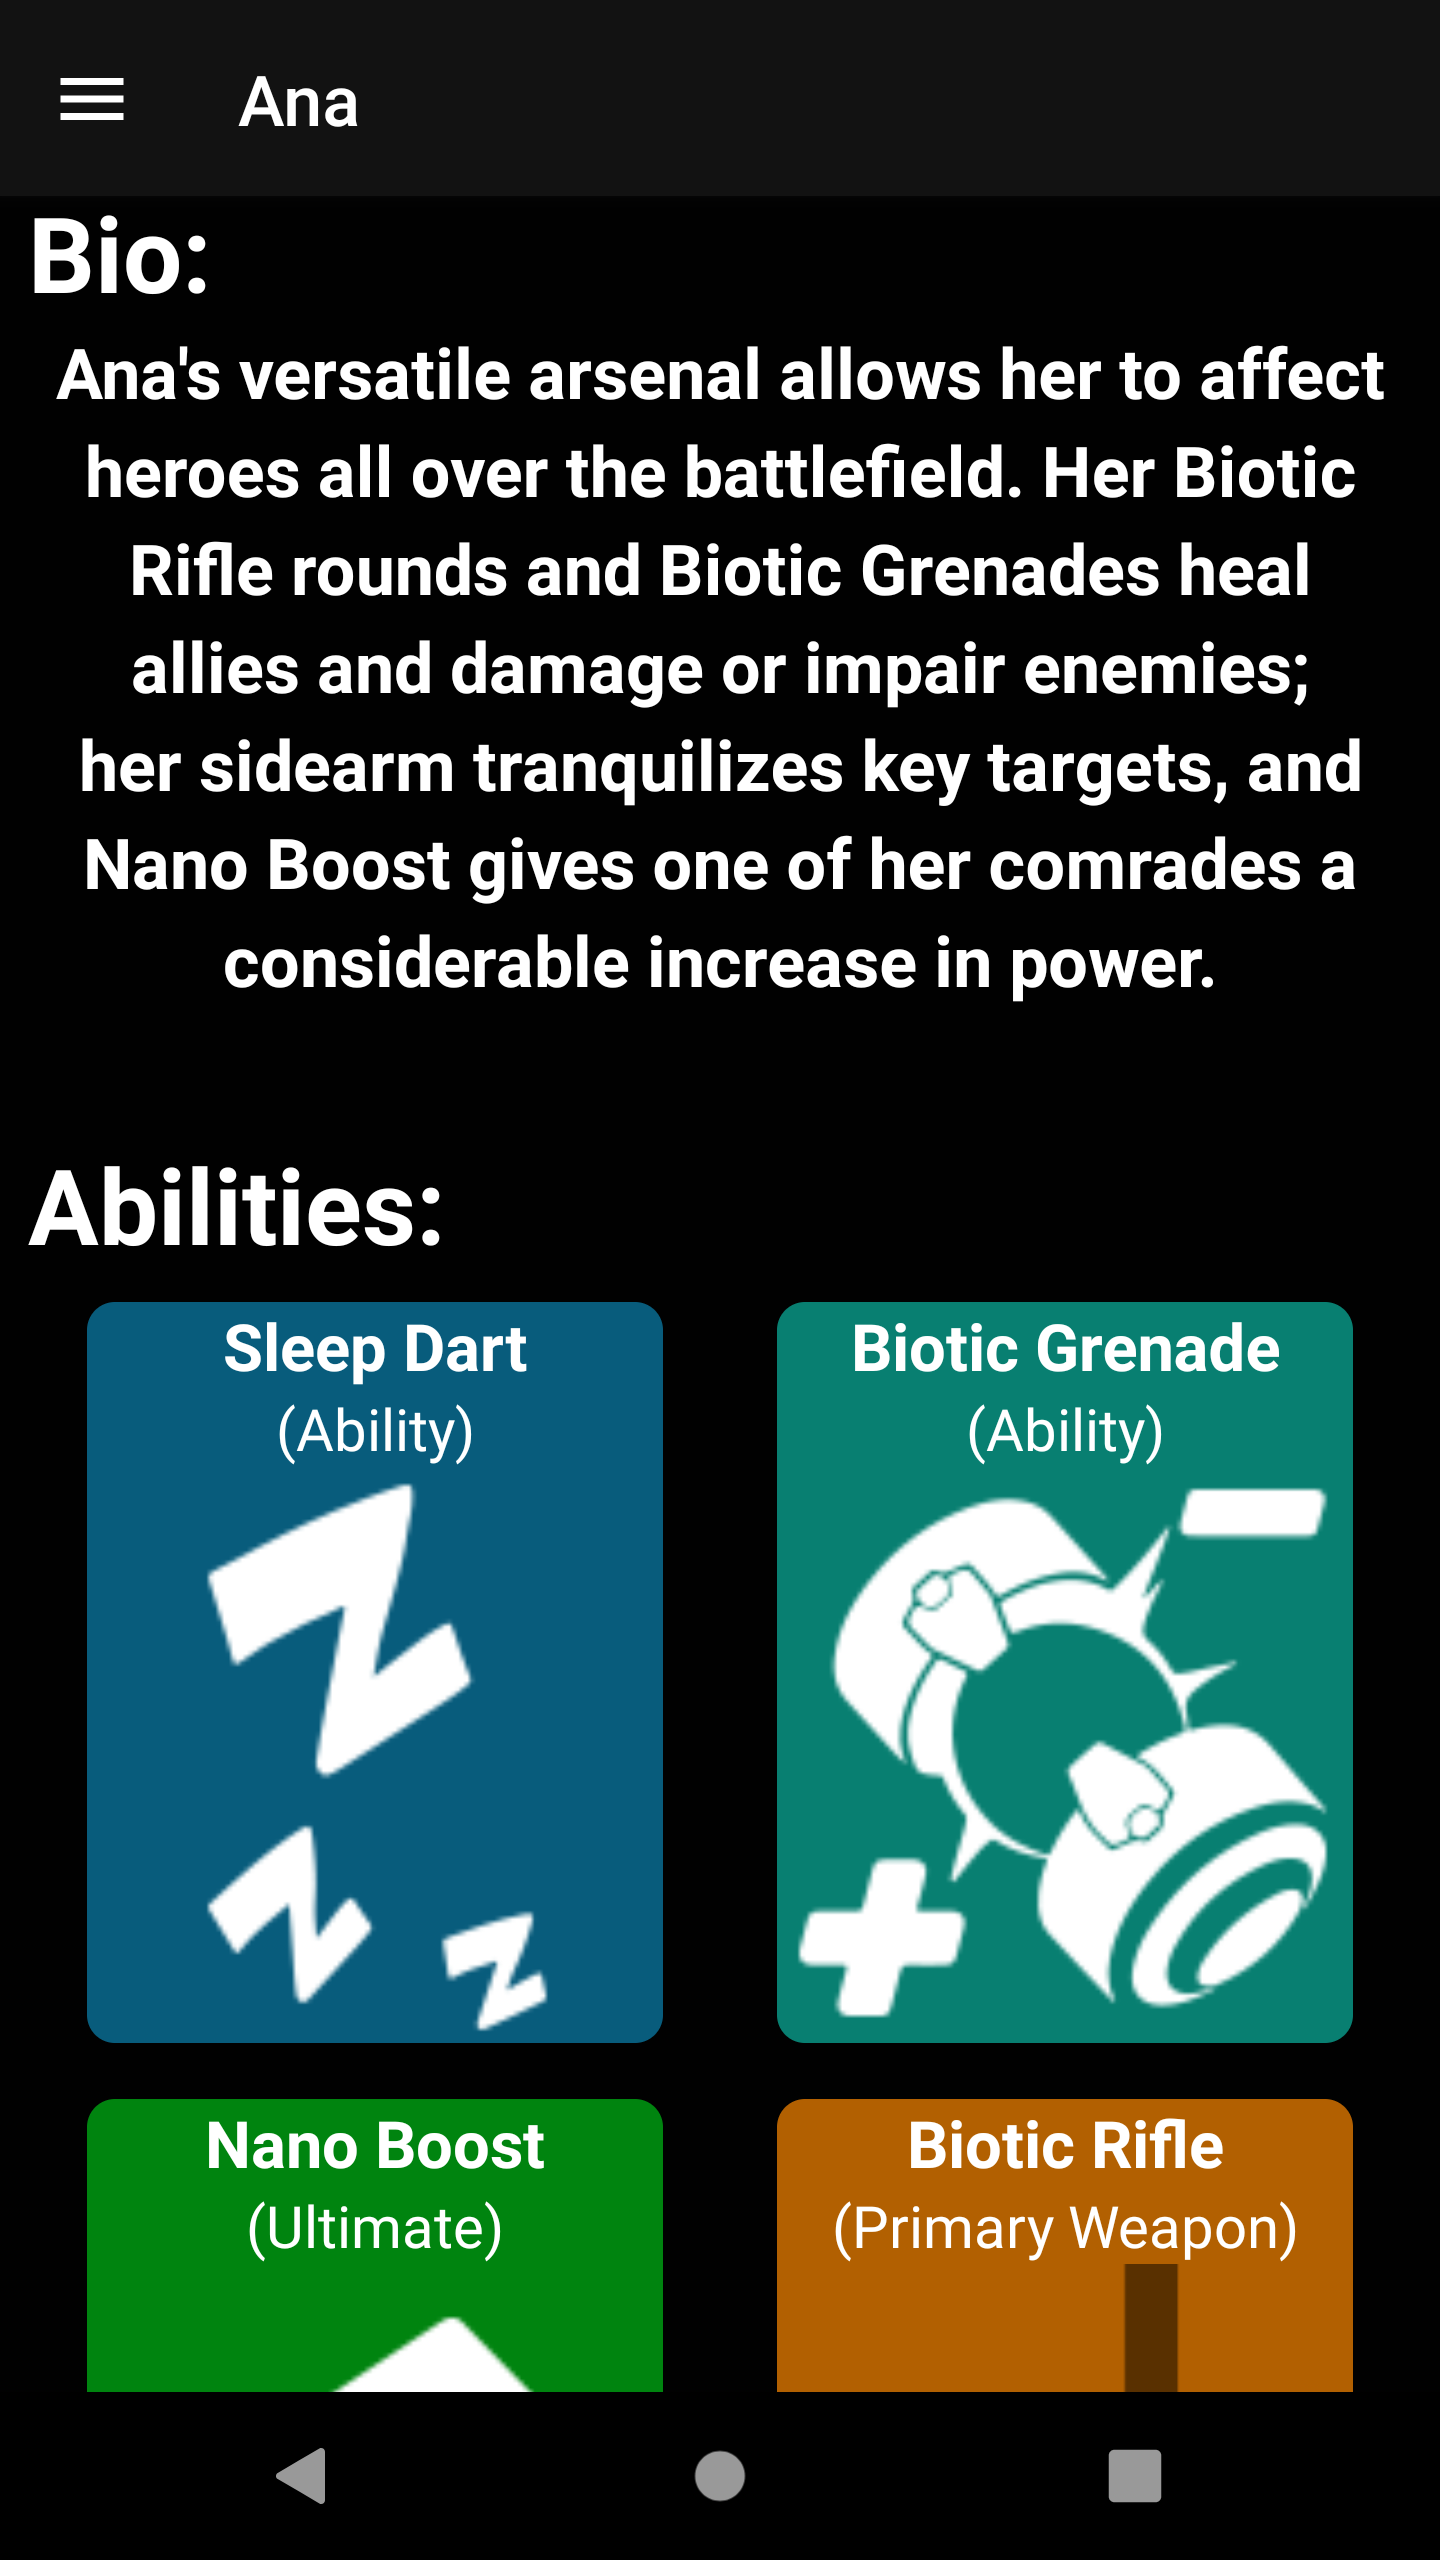 Ana
Bio:
Ana's versatile arsenal allows her to affect
heroes all over the battlefield. Her Biotic
Rifle rounds and Biotic Grenades heal
allies and damage or impair enemies;
her sidearm tranquilizes key targets, and
Nano Boost gives one of her comrades a
considerable increase in power.
Abilities:
Sleep Dart
(Ability)
Biotic Grenade
(Ability)
Nano Boost
(Ultimate)
Biotic Rifle
(Primary Weapon)